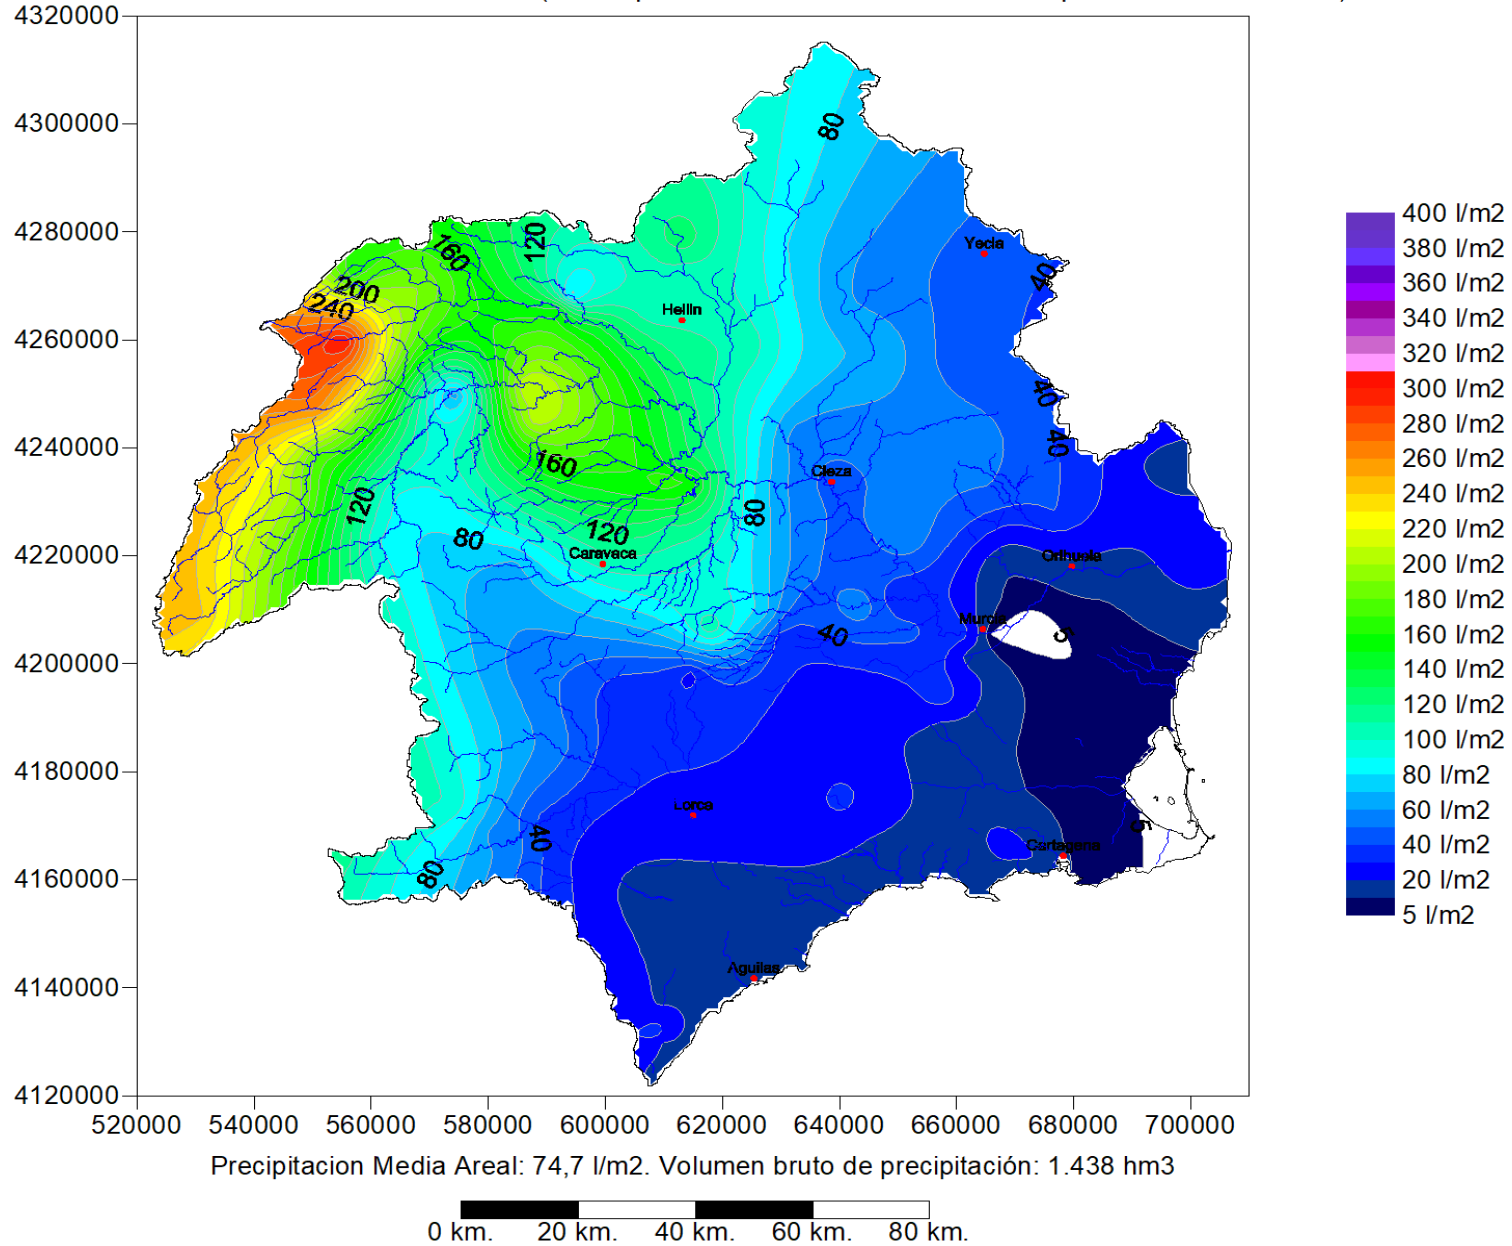 4320000
4300000
4280000
4260000
4240000
4220000
4200000
4180000
4160000
4140000
4120000
520000 540000 560000 580000 600000 620000 640000 660000 680000 700000
80
120
160
200
240
Yecla
40
Hellin
40
40
160
Cieza
120
80
120
80
Caravaca
Orihuela
Murcia
40
5
Lorca
40
5
Cartagena
80
Aguilas
400 l/m2
380 l/m2
360 l/m2
340 l/m2
320 l/m2
300 l/m2
280 l/m2
260 l/m2
240 l/m2
220 l/m2
200 l/m2
180 l/m2
160 l/m2
140 l/m2
120 l/m2
100 l/m2
80 l/m2
60 l/m2
40 l/m2
20 l/m2
5 l/m2
Precipitacion Media Areal: 74,7 l/m2. Volumen bruto de precipitación: 1.438 hm3
0 km. 20 km. 40 km. 60 km. 80 km.